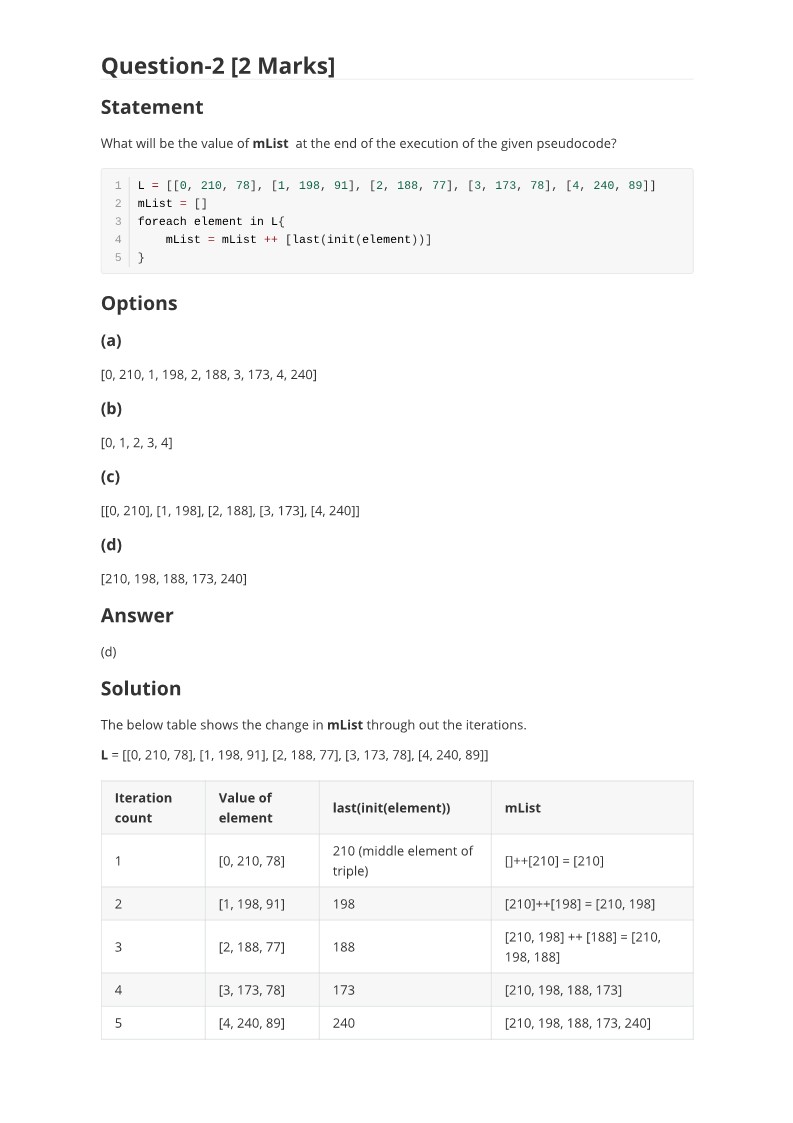 Question-2 [2 Marks]
Statement
What will be the value of mList at the end of the execution of the given pseudocode?
1 L = [[0, 210, 78], [1, 198, 91], [2, 188, 77], [3, 173, 78], [4, 240, 89]]
2 mList = []
3 foreach element in L{
4     mList = mList ++ [last(init(element))]
5 }
Options
(a)
[0, 210, 1, 198, 2, 188, 3, 173, 4, 240]
(b)
[0, 1, 2, 3, 4]
(c)
[[0, 210], [1, 198], [2, 188], [3, 173], [4, 240]]
(d)
[210, 198, 188, 173, 240]
Answer
(d)
Solution
The below table shows the change in mList through out the iterations.
L = [[0, 210, 78], [1, 198, 91], [2, 188, 77], [3, 173, 78], [4, 240, 89]]
Iteration
count
Value of
element
last(init(element))
mList
1
[0, 210, 78]
210 (middle element of
triple)
[]++[210] = [210]
2
[1, 198, 91]
198
[210]++[198] = [210, 198]
3
[2, 188, 77]
188
[210, 198] ++ [188] = [210,
198, 188]
4
[3, 173, 78]
173
[210, 198, 188, 173]
5
[4, 240, 89]
240
[210, 198, 188, 173, 240]